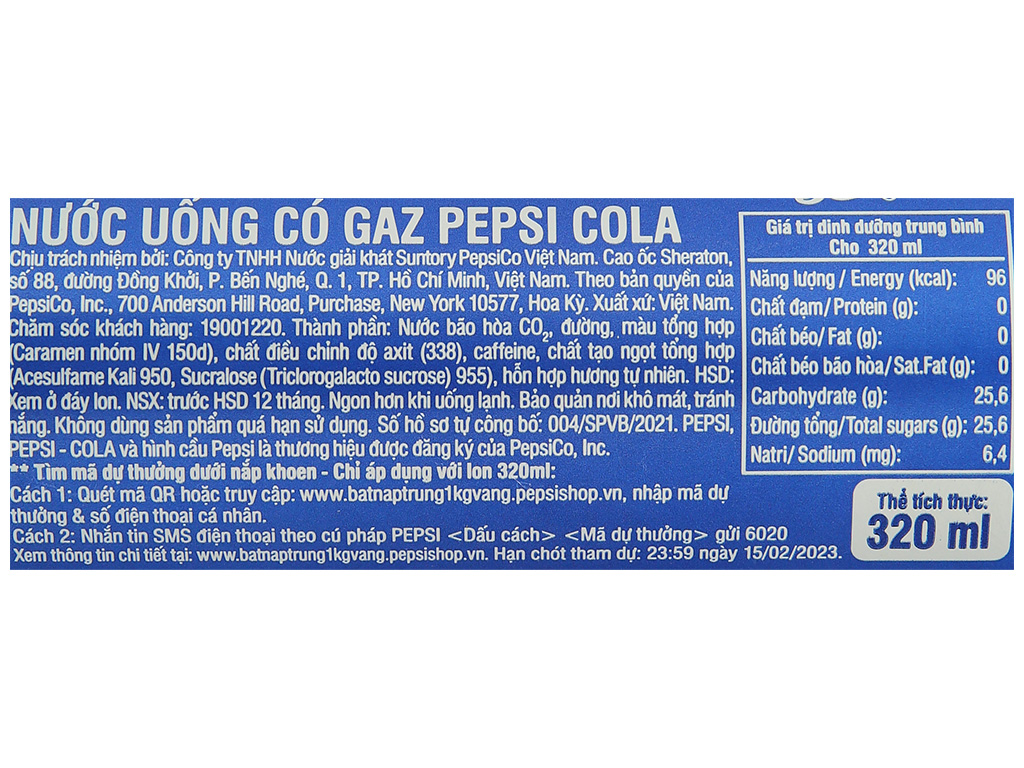 NƯỚC UỐNG CÓ GAZ PEPSI COLA
Chịu trách nhiệm bởi: Công ty TNHH Nước giải khát Suntory PepsiCo Việt Nam. Cao ốc Sheraton,
số 88, đường Đồng Khởi, P. Bến Nghé, Q. 1, TP. Hồ Chí Minh, Việt Nam. Theo bản quyền của
PepsiCo, Inc., 700 Anderson Hill Road, Purchase, New York 10577, Hoa Kỳ. Xuất xứ: Việt Nam.
Chăm sóc khách hàng: 19001220. Thành phần: Nước bão hòa CO₂, đường, màu tổng hợp
(Caramen nhóm IV 150d), chất điều chỉnh độ axit (338), caffeine, chất tạo ngọt tổng hợp
(Acesulfame Kali 950, Sucralose (Triclorogalacto sucrose) 955), hỗn hợp hương tự nhiên. HSD:
Xem ở đáy lon. NSX: trước HSD 12 tháng. Ngon hơn khi uống lạnh. Bảo quản nơi khô mát, tránh
nắng. Không dùng sản phẩm quá hạn sử dụng. Số hồ sơ tự công bố: 004/SPVB/2021. PEPSI,
PEPSI - COLA và hình cầu Pepsi là thương hiệu được đăng ký của PepsiCo, Inc.
** Tìm mã dự thưởng dưới nắp khoen - Chỉ áp dụng với lon 320ml:
Cách 1: Quét mã QR hoặc truy cập: www.batnaptrung1kgvang.pepsishop.vn, nhập mã dự
thưởng & số điện thoại cá nhân.
Cách 2: Nhắn tin SMS điện thoại theo cú pháp PEPSI <Dấu cách> <Mã dự thưởng> gửi 6020
Xem thông tin chi tiết tại: www.batnaptrung1kgvang.pepsishop.vn. Hạn chót tham dự: 23:59 ngày 15/02/2023.
Giá trị dinh dưỡng trung bình
Cho 320 ml
Năng lượng / Energy (kcal): 96
Chất đạm / Protein (g): 0
Chất béo/ Fat (g): 0
Chất béo bão hòa/ Sat.Fat (g): 0
Carbohydrate (g): 25,6
Đường tổng/Total sugars (g): 25,6
Natri/ Sodium (mg): 6,4
Thể tích thực:
320 ml